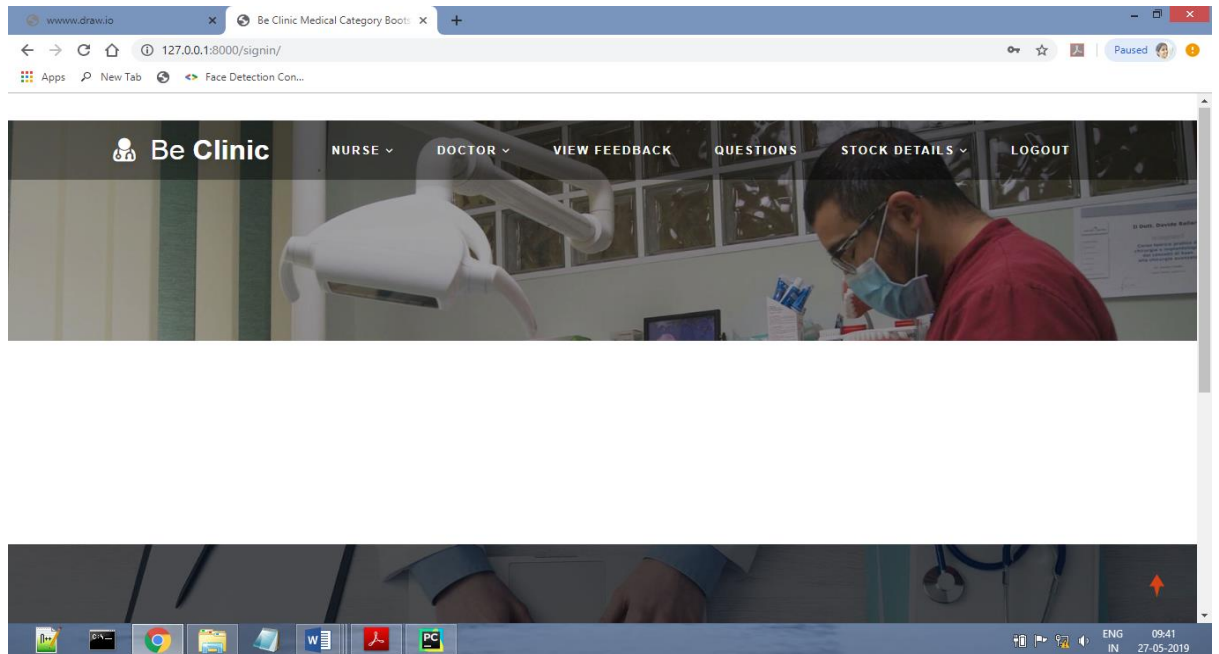 wwww.draw.io
Be Clinic Medical Category Boots
127.0.0.1:8000/signin/
Paused
Apps New Tab Face Detection Con...
Be Clinic NURSE DOCTOR VIEW FEEDBACK QUESTIONS STOCK DETAILS LOGOUT
ENG 09:41
IN 27-05-2019